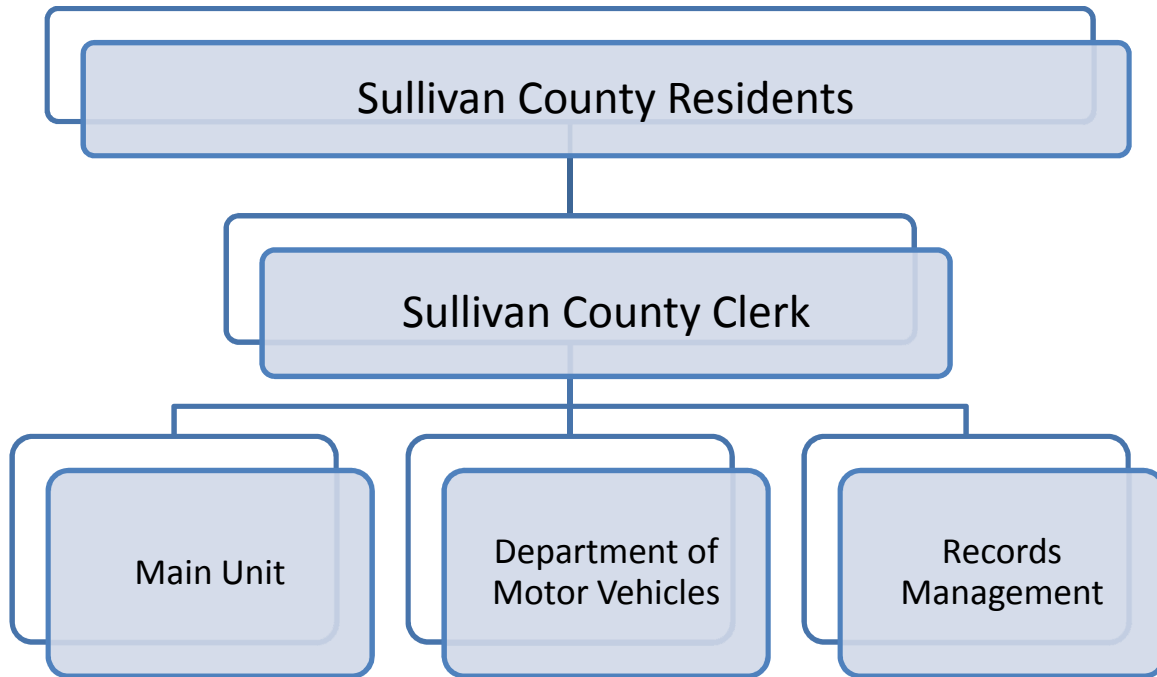 Sullivan County Residents
Sullivan County Clerk
Main Unit
Department of
Motor Vehicles
Records
Management